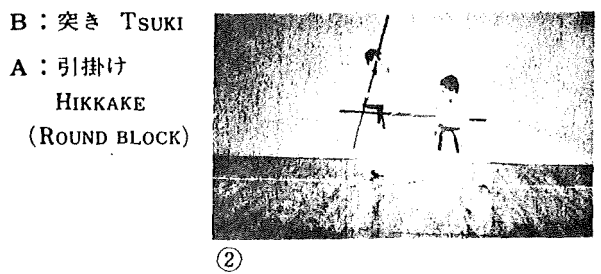 B：突き TSUKI
A：引掛け
HIKKAKE
(ROUND BLOCK)
②